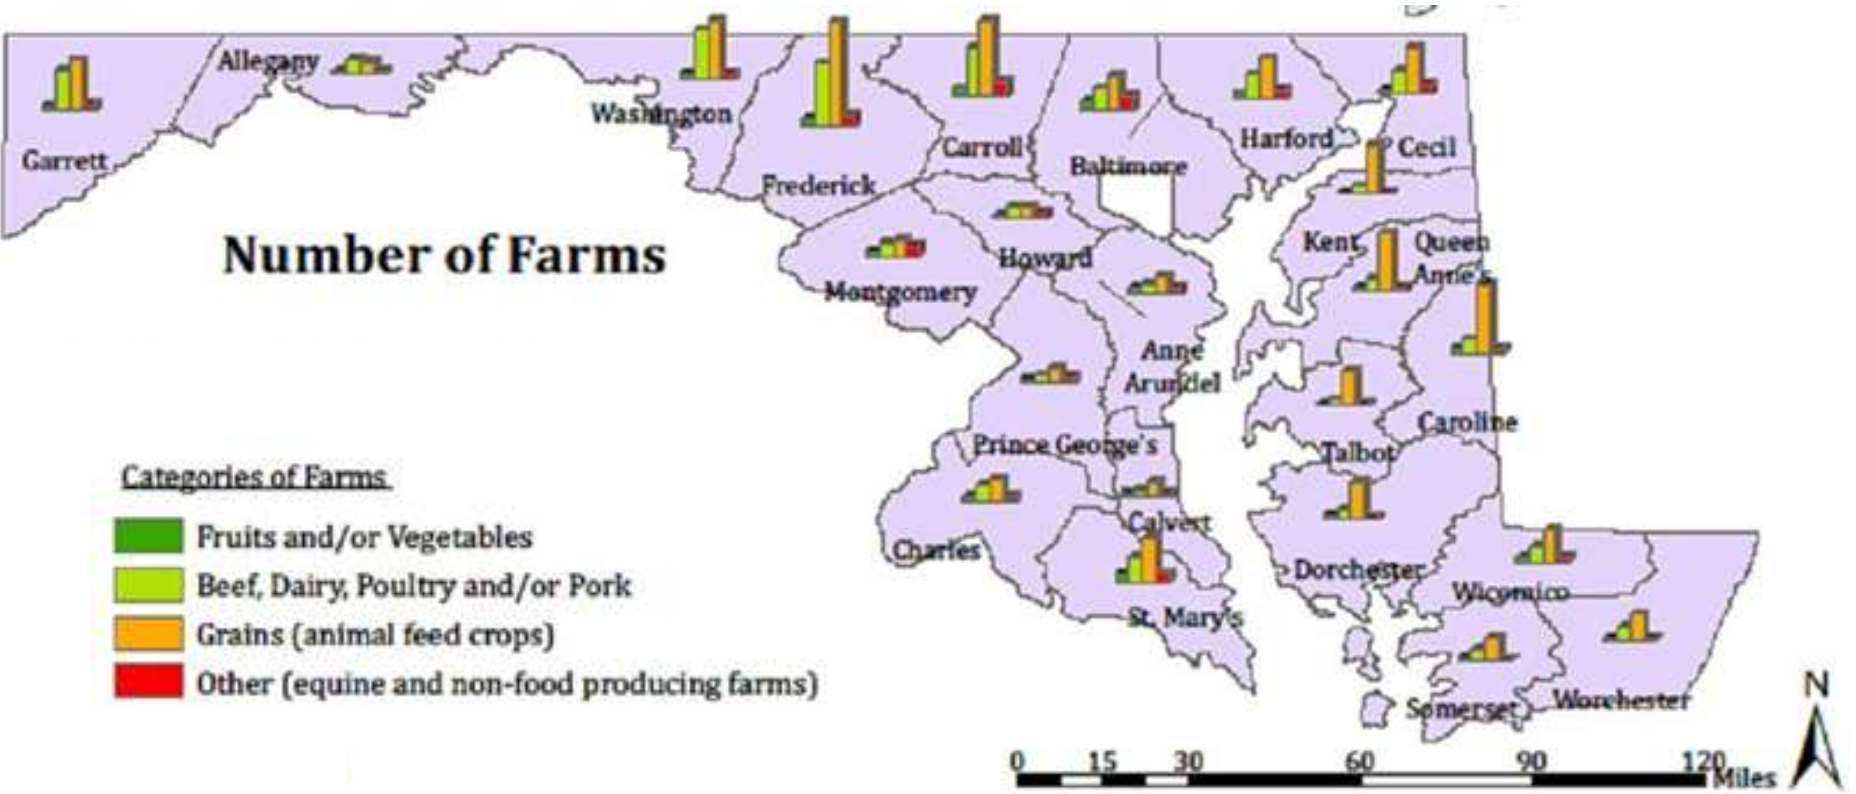 Allegany
Washington
Garrett
Frederick
Carroll
Baltimore
Harford
Cecil
Number of Farms
Montgomery
Howard
Kent
Queen
Anne's
Anne
Arundel
Caroline
Prince George's
Talbot
Categories of Farms
Fruits and/or Vegetables
Beef, Dairy, Poultry and/or Pork
Grains (animal feed crops)
Other (equine and non-food producing farms)
Charles
Calvert
St. Mary's
Dorchester
Wicomico
Somerset
Worchester
N
0 15 30 60 90 120
Miles